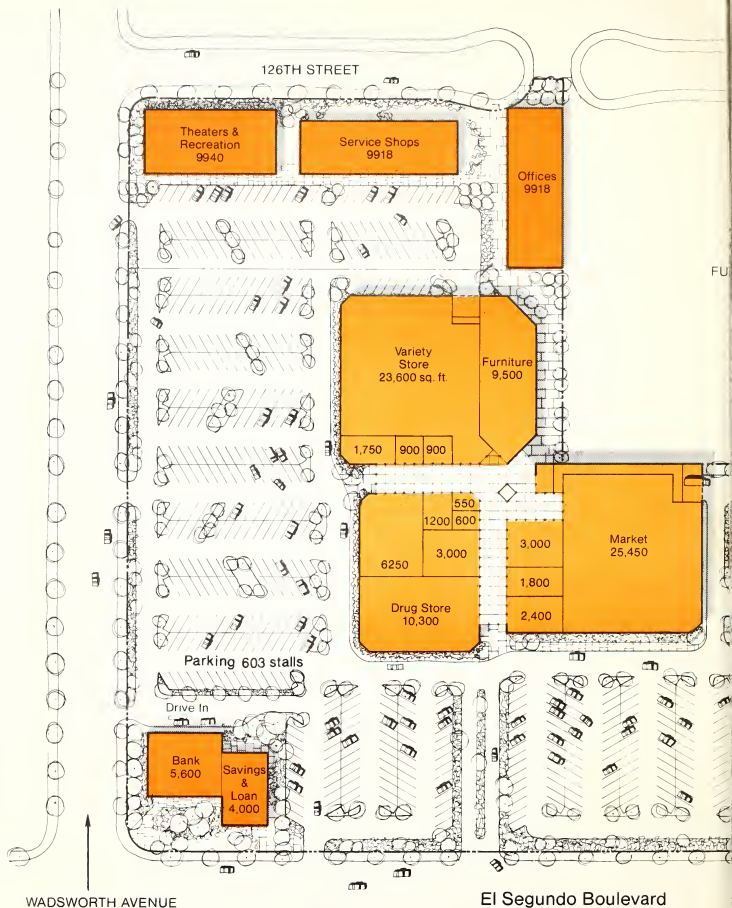 126TH STREET
Theaters &
Recreation
9940
Service Shops
9918
Offices
9918
FU
Variety
Store
23,600 sq. ft.
Furniture
9,500
1,750
900
900
550
1200
600
6250
3,000
3,000
Market
25,450
1,800
Drug Store
10,300
2,400
Parking 603 stalls
Drive In
Bank
5,600
Savings
&
Loan
4,000
WADSWORTH AVENUE
El Segundo Boulevard